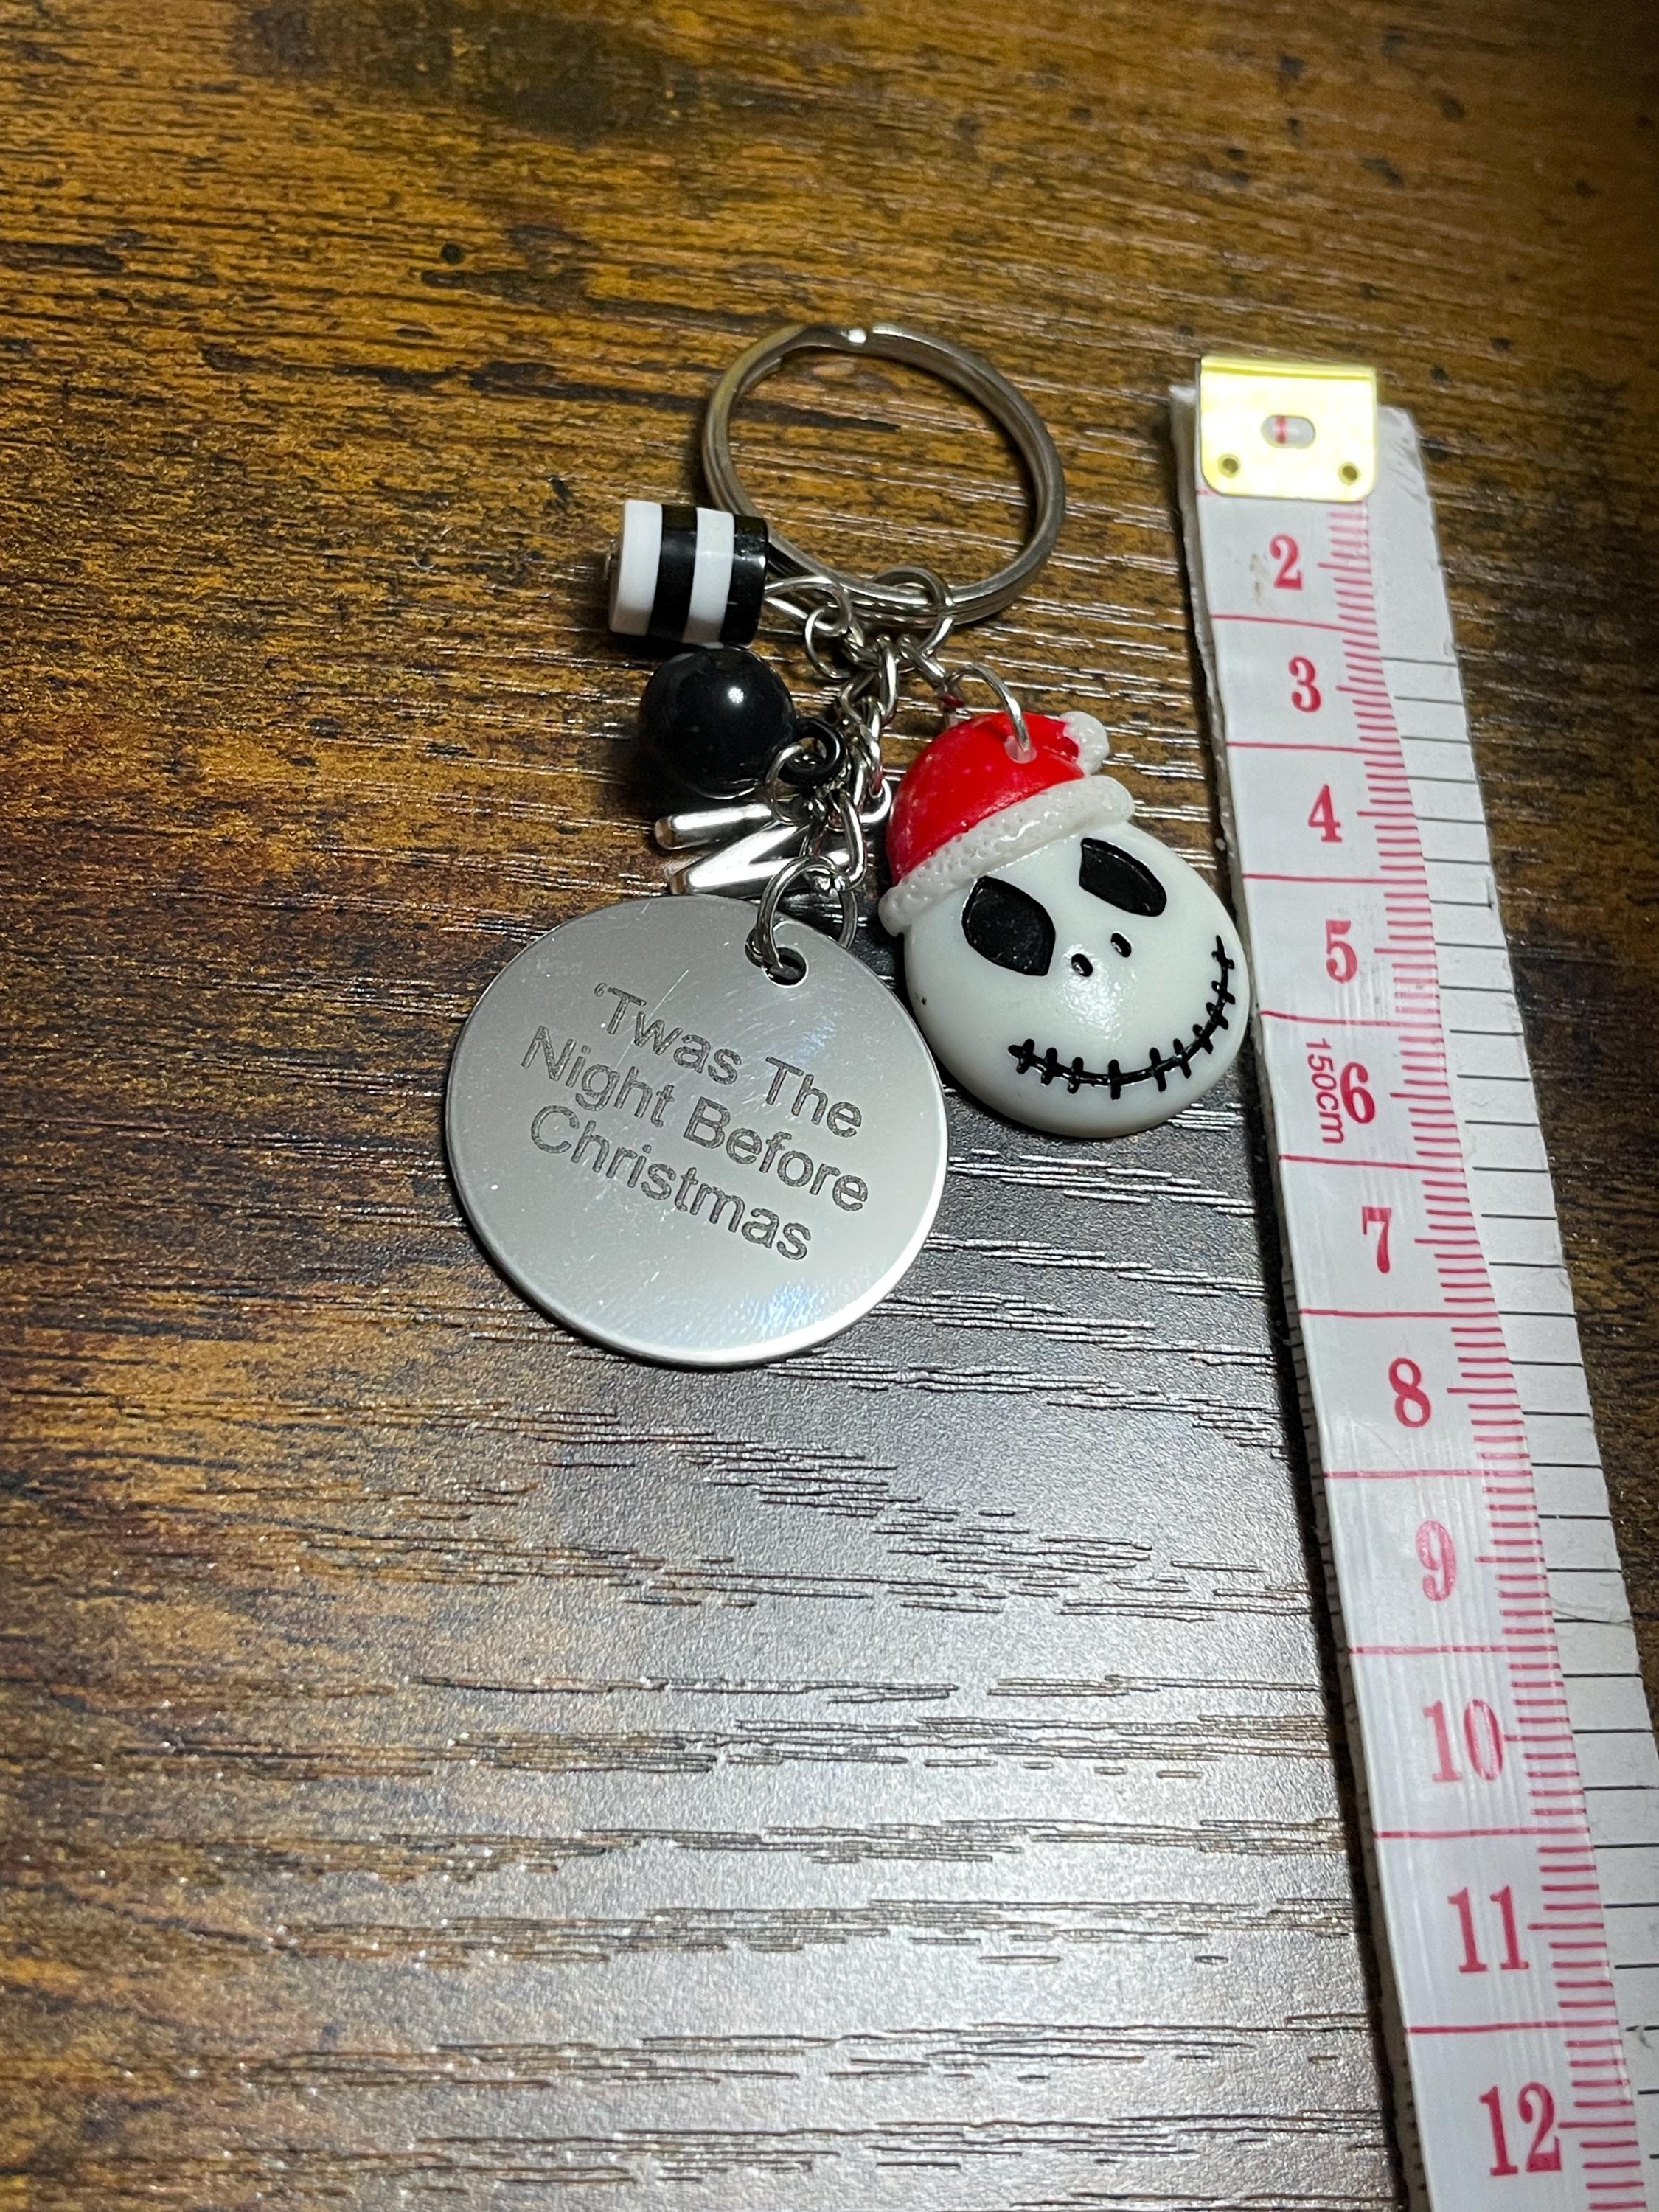 ‘Twas The
Night Before
Christmas
N
2
3
4
5
6
150cm
7
8
9
10
11
12